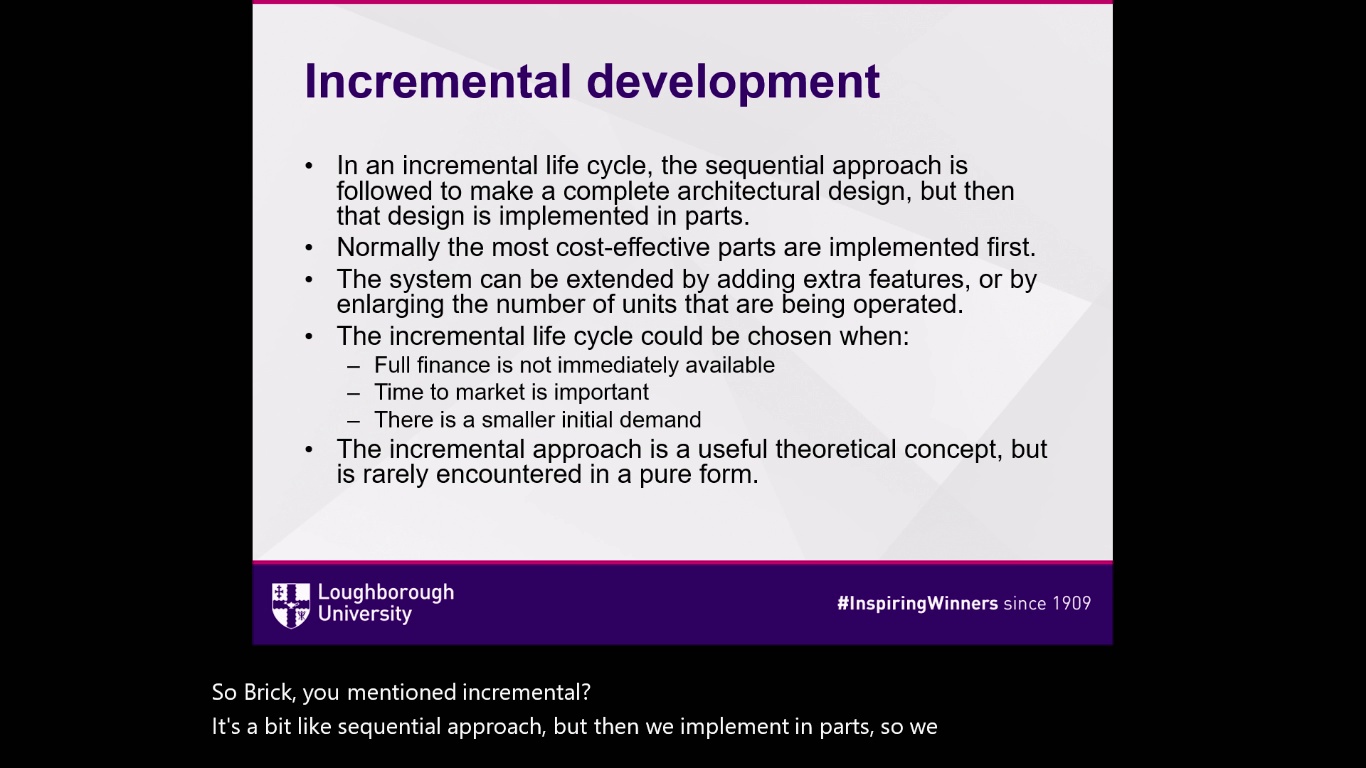 Incremental development
• In an incremental life cycle, the sequential approach is
followed to make a complete architectural design, but then
that design is implemented in parts.
• Normally the most cost-effective parts are implemented first.
• The system can be extended by adding extra features, or by
enlarging the number of units that are being operated.
• The incremental life cycle could be chosen when:
– Full finance is not immediately available
– Time to market is important
– There is a smaller initial demand
• The incremental approach is a useful theoretical concept, but
is rarely encountered in a pure form.
Loughborough
University
#InspiringWinners since 1909
So Brick, you mentioned incremental?
It's a bit like sequential approach, but then we implement in parts, so we